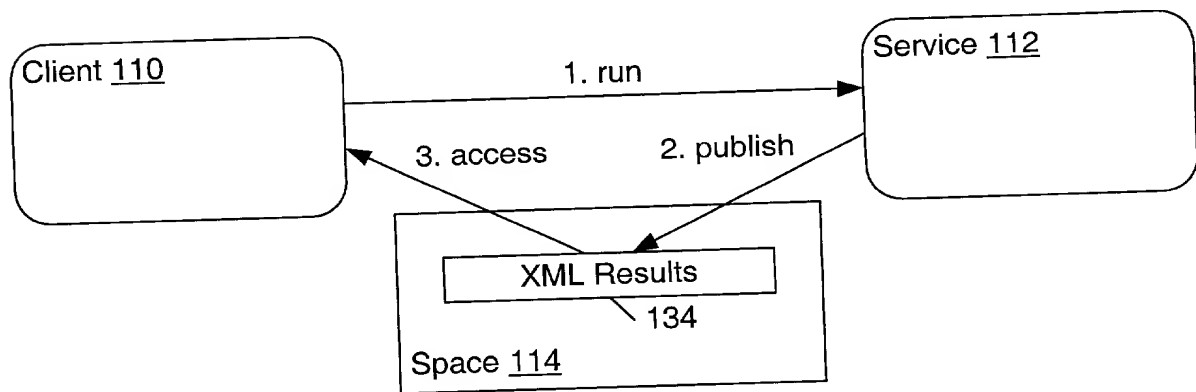 Client 110
Service 112
1. run
3. access
2. publish
XML Results
134
Space 114